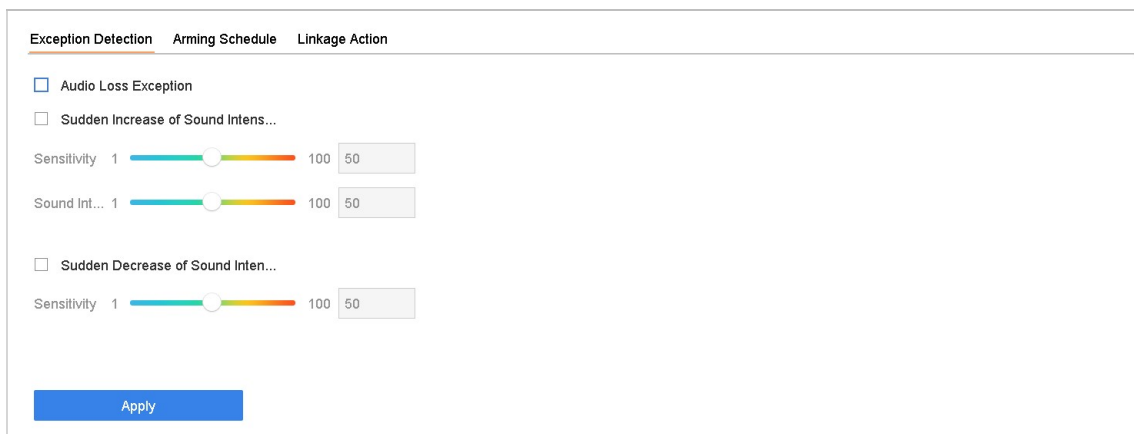 Exception Detection Arming Schedule Linkage Action
Audio Loss Exception
Sudden Increase of Sound Intens...
Sensitivity 1 100 50
Sound Int... 1 100 50
Sudden Decrease of Sound Inten...
Sensitivity 1 100 50
Apply